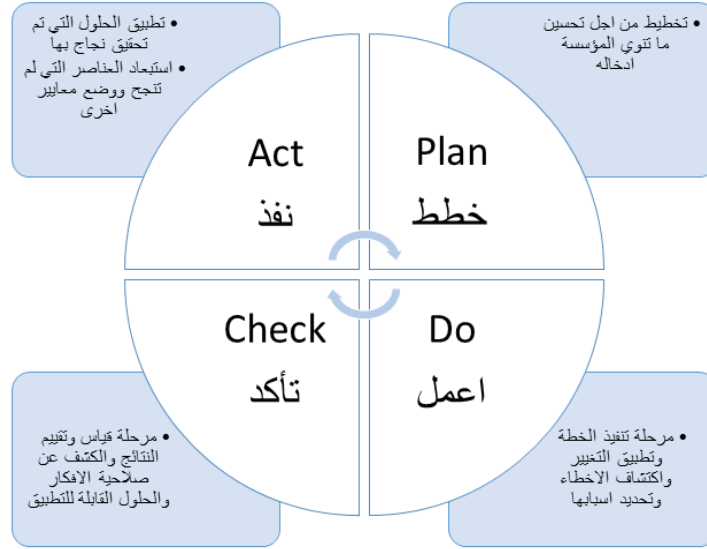 • تخطيط من اجل تحسين
ما تنوي المؤسسة
ادخاله
• تطبيق الحلول التي تم
تحقيق نجاح بها
• استبعاد العناصر التي لم
تنجح ووضع معايير
اخرى
Plan
خطط
Act
نفذ
Do
اعمل
Check
تأكد
• مرحلة تنفيذ الخطة
وتطبيق التغيير
واكتشاف الاخطاء
وتحديد اسبابها
• مرحلة قياس وتقييم
النتائج والكشف عن
صلاحية الافكار
والحلول القابلة للتطبيق